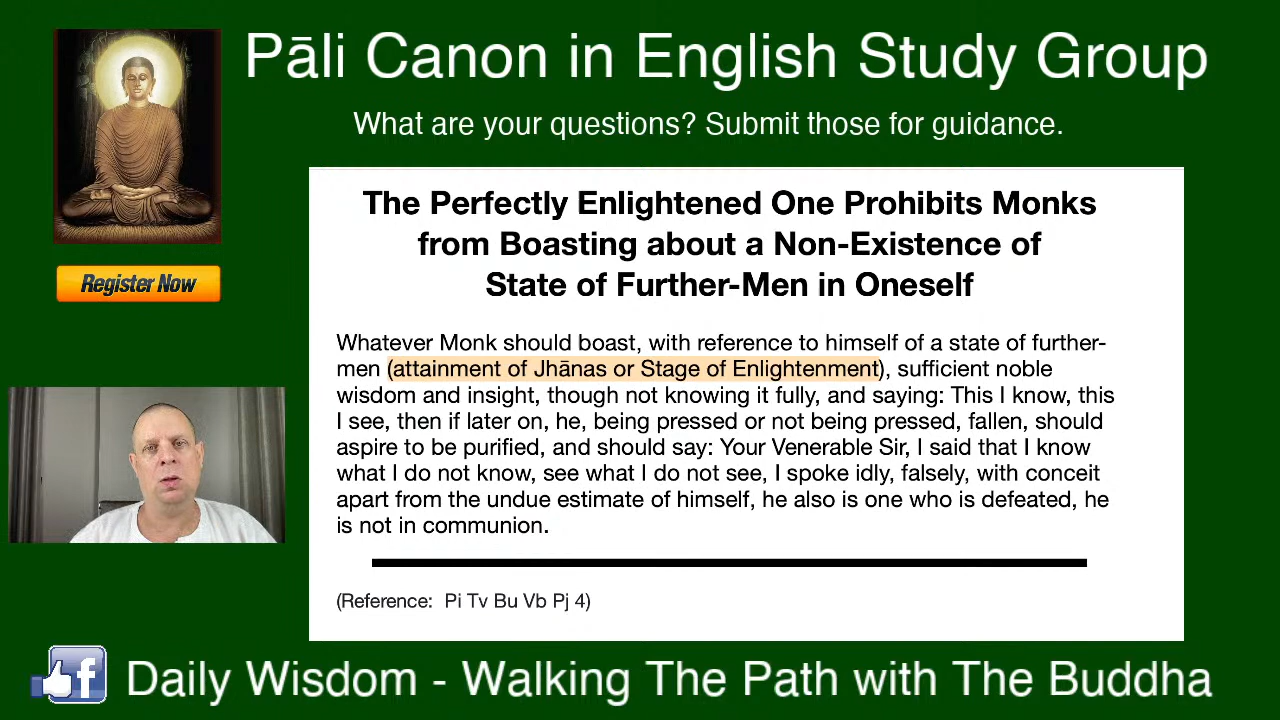 Pāli Canon in English Study Group
What are your questions? Submit those for guidance.
Register Now
The Perfectly Enlightened One Prohibits Monks
from Boasting about a Non-Existence of
State of Further-Men in Oneself
Whatever Monk should boast, with reference to himself of a state of further-
men (attainment of Jhānas or Stage of Enlightenment), sufficient noble
wisdom and insight, though not knowing it fully, and saying: This I know, this
I see, then if later on, he, being pressed or not being pressed, fallen, should
aspire to be purified, and should say: Your Venerable Sir, I said that I know
what I do not know, see what I do not see, I spoke idly, falsely, with conceit
apart from the undue estimate of himself, he also is one who is defeated, he
is not in communion.
(Reference: Pi Tv Bu Vb Pj 4)
f Daily Wisdom - Walking The Path with The Buddha